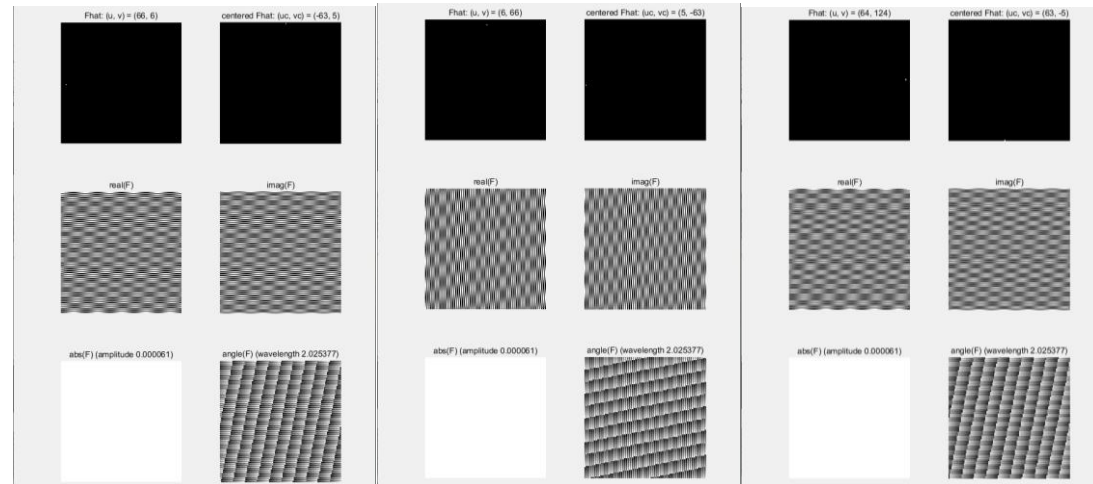 Fhat: (u, v) = (66, 6) centered Fhat: (uc, vc) = (-63, 5)
real(F) imag(F)
abs(F) (amplitude 0.000061) angle(F) (wavelength 2.025377)
Fhat: (u, v) = (6, 66) centered Fhat: (uc, vc) = (5, -63)
real(F) imag(F)
abs(F) (amplitude 0.000061) angle(F) (wavelength 2.025377)
Fhat: (u, v) = (64, 124) centered Fhat: (uc, vc) = (63, -5)
real(F) imag(F)
abs(F) (amplitude 0.000061) angle(F) (wavelength 2.025377)